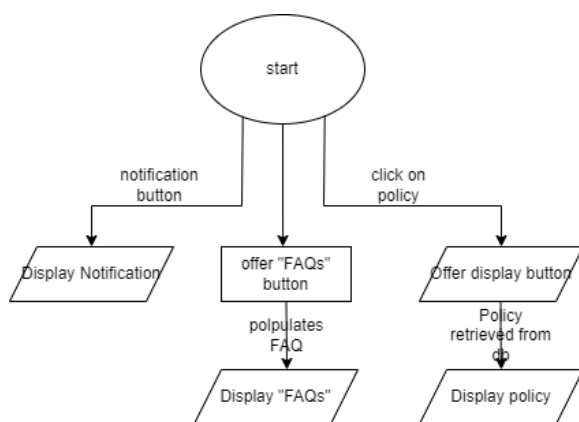 start
notification
button
click on
policy
Display Notification
offer "FAQs"
button
Offer display button
polpulates
FAQ
Policy
retrieved from
db
Display "FAQs"
Display policy